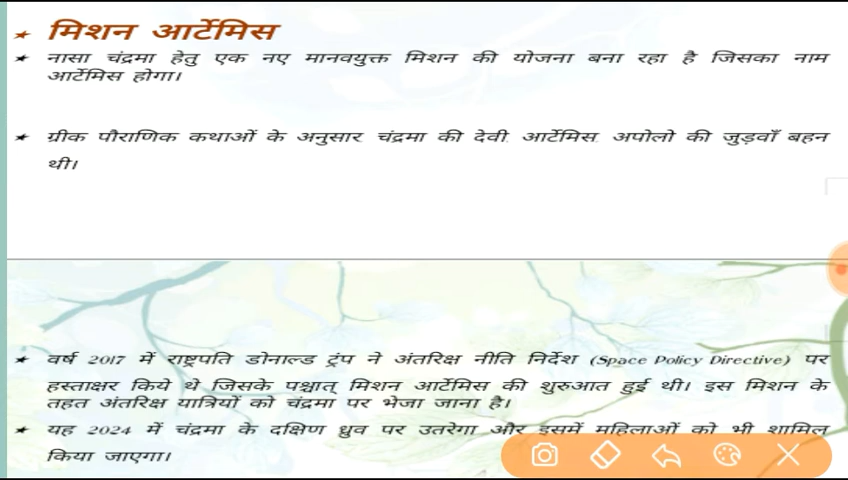 मिशन आर्टेमिस
नासा चंद्रमा हेतु एक नए मानवयुक्त मिशन की योजना बना रहा है जिसका नाम
आर्टेमिस होगा।
ग्रीक पौराणिक कथाओं के अनुसार चंद्रमा की देवी आर्टेमिस अपोलो की जुड़वाँ बहन
थी।
वर्ष 2017 में राष्ट्रपति डोनाल्ड ट्रंप ने अंतरिक्ष नीति निर्देश (Space Policy Directive) पर
हस्ताक्षर किये थे जिसके पश्चात् मिशन आर्टेमिस की शुरुआत हुई थी। इस मिशन के
तहत अंतरिक्ष यात्रियों को चंद्रमा पर भेजा जाना है।
यह 2024 में चंद्रमा के दक्षिण ध्रुव पर उतरेगा और इसमें महिलाओं को भी शामिल
किया जाएगा।